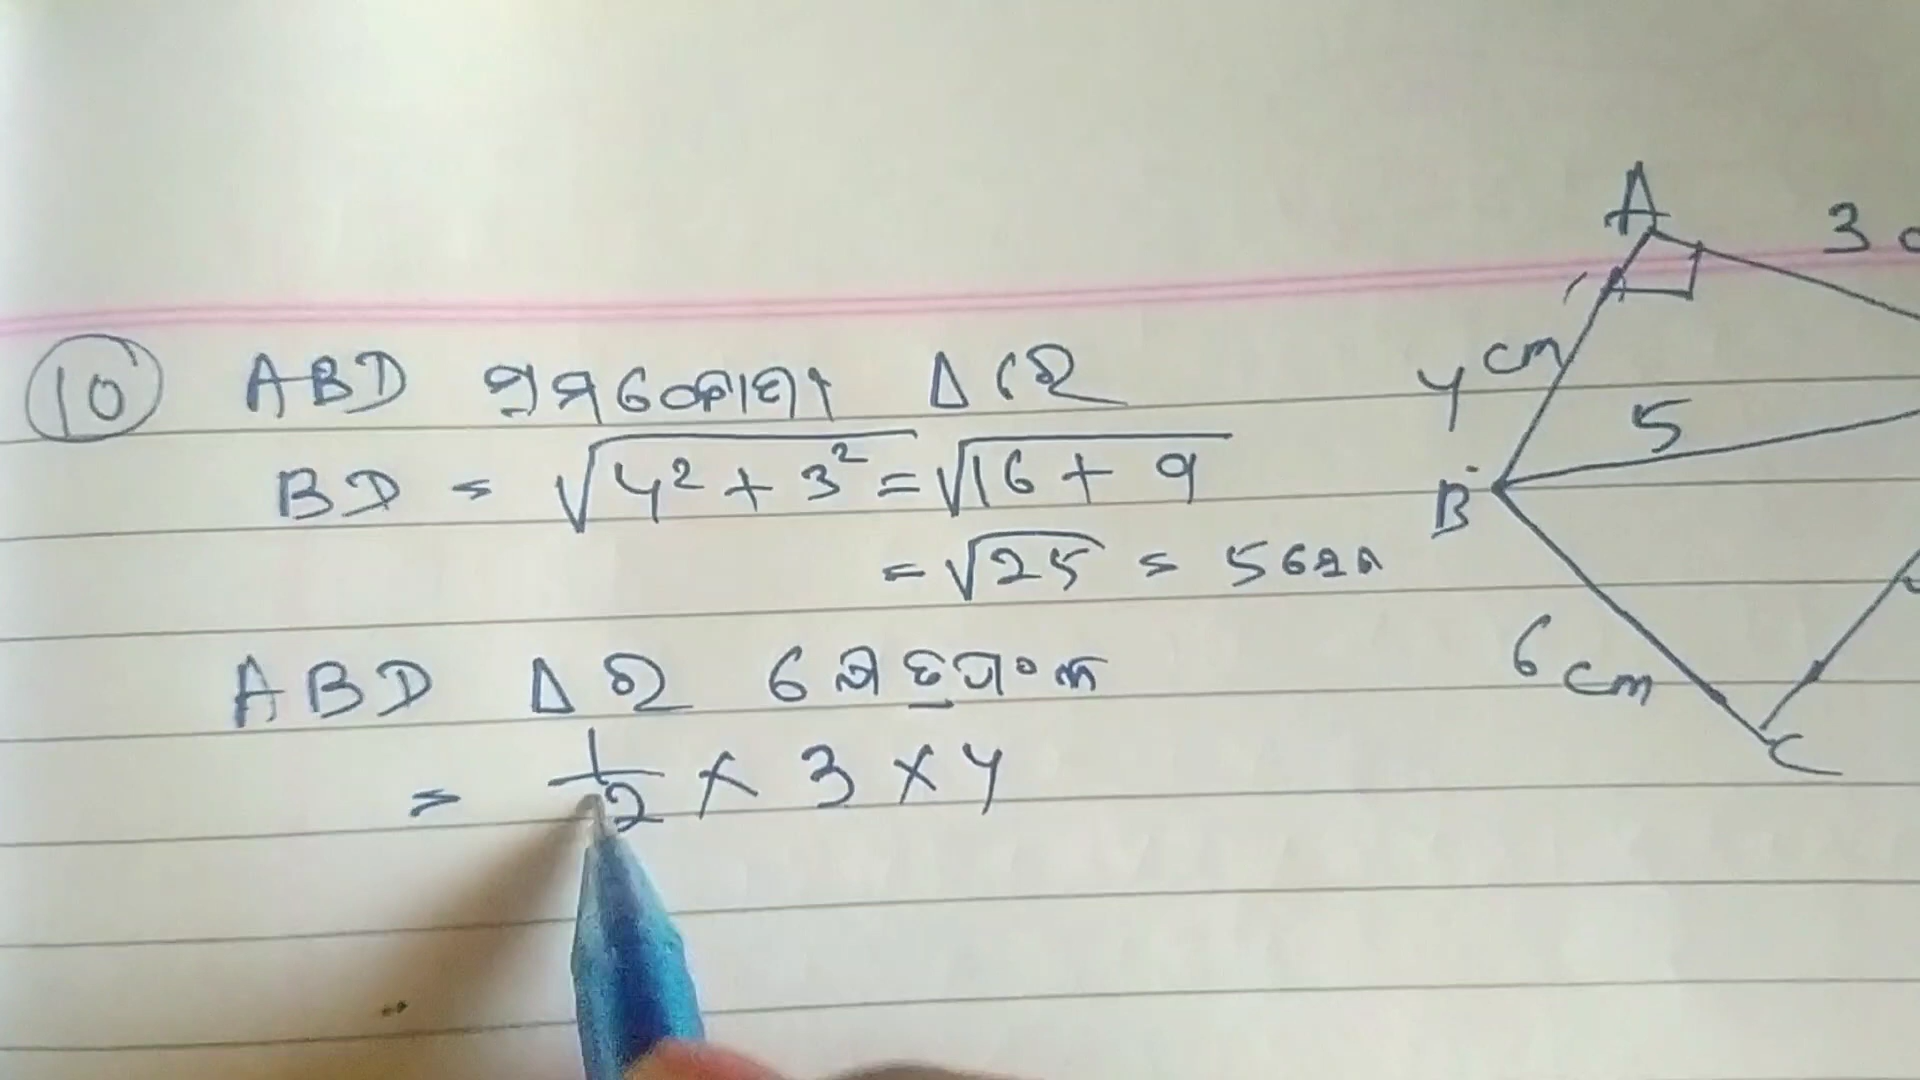 10 ABD ସମକୋଣୀ Δ ରେ
BD = √4² + 3² = √16 + 9
= √25 = 5 ସେମ
ABD Δ ର କ୍ଷେତ୍ରଫଳ
= 1/2 × 3 × 4
A
3 c
4 cm
5
B
6 cm
C